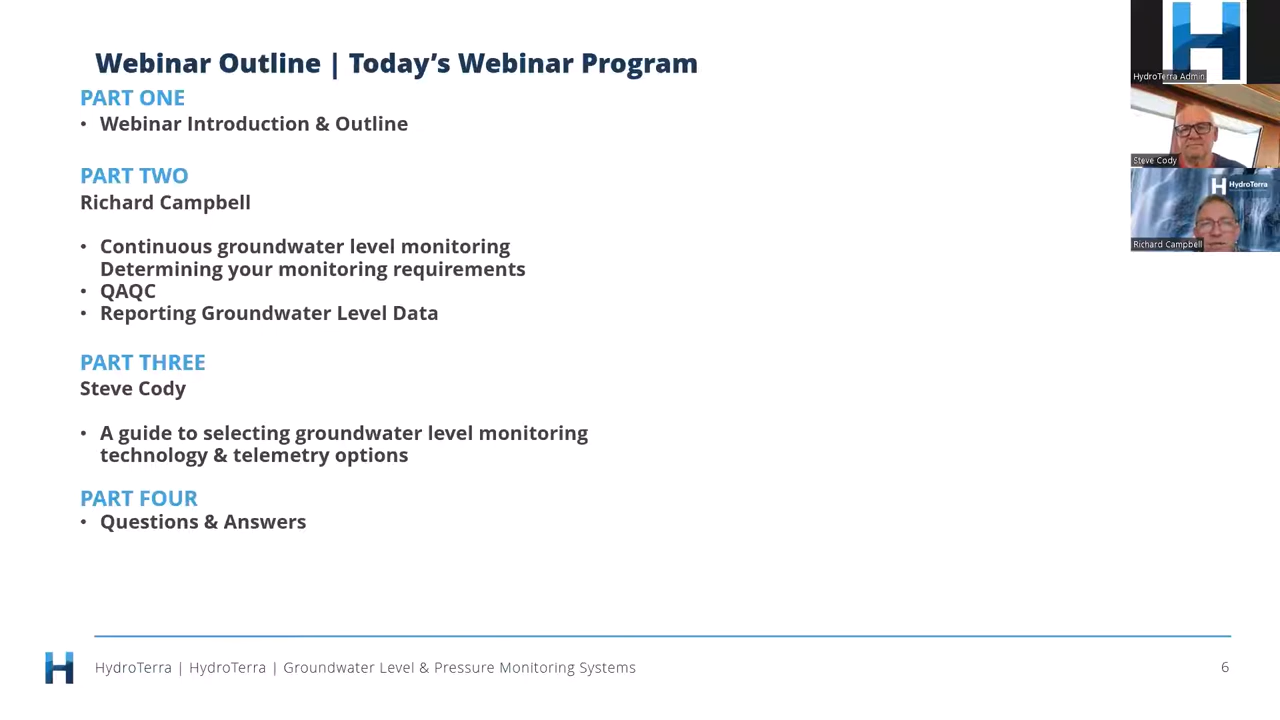 Webinar Outline | Today's Webinar Program
PART ONE
• Webinar Introduction & Outline
PART TWO
Richard Campbell
• Continuous groundwater level monitoring
Determining your monitoring requirements
• QAQC
• Reporting Groundwater Level Data
PART THREE
Steve Cody
• A guide to selecting groundwater level monitoring
technology & telemetry options
PART FOUR
• Questions & Answers
HydroTerra | HydroTerra | Groundwater Level & Pressure Monitoring Systems
6
HydroTerra Admin
Steve Cody
HydroTerra
Richard Campbell